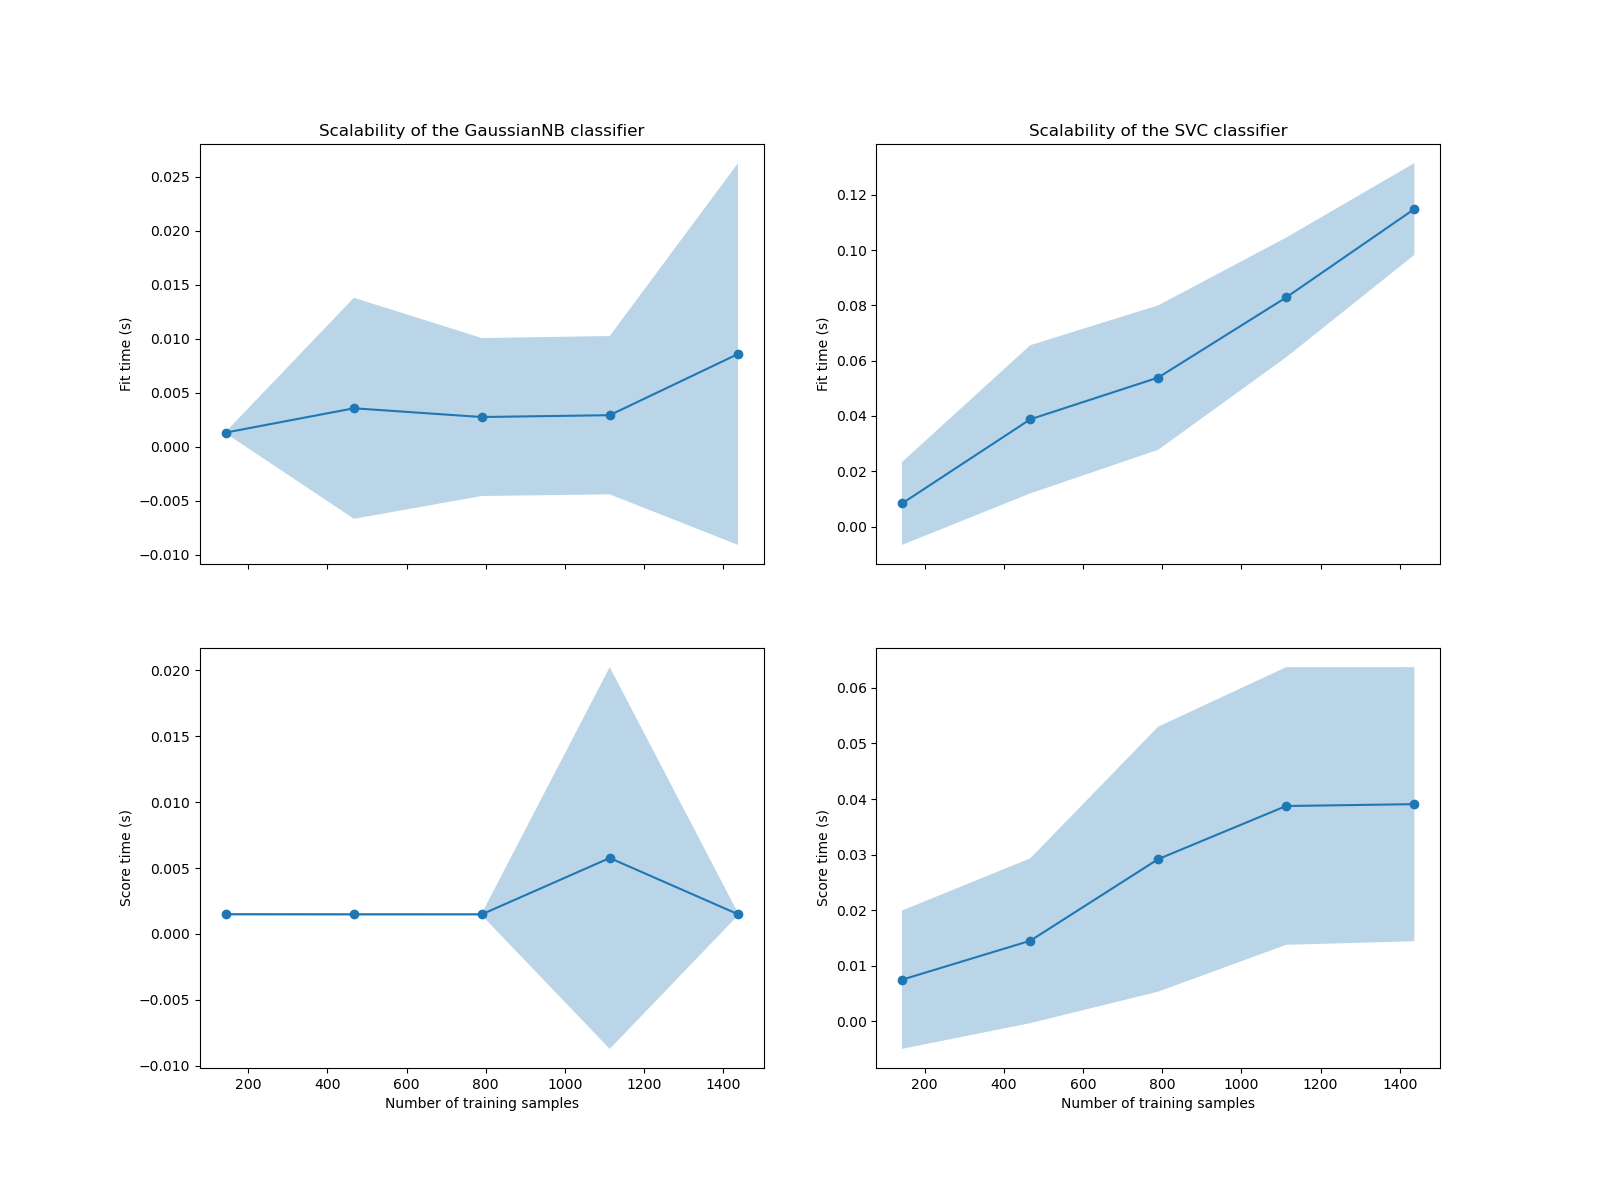 Scalability of the GaussianNB classifier
Fit time (s)
0.025
0.020
0.015
0.010
0.005
0.000
−0.005
−0.010
Scalability of the SVC classifier
Fit time (s)
0.12
0.10
0.08
0.06
0.04
0.02
0.00
Score time (s)
0.020
0.015
0.010
0.005
0.000
−0.005
−0.010
200 400 600 800 1000 1200 1400
Number of training samples
Score time (s)
0.06
0.05
0.04
0.03
0.02
0.01
0.00
200 400 600 800 1000 1200 1400
Number of training samples